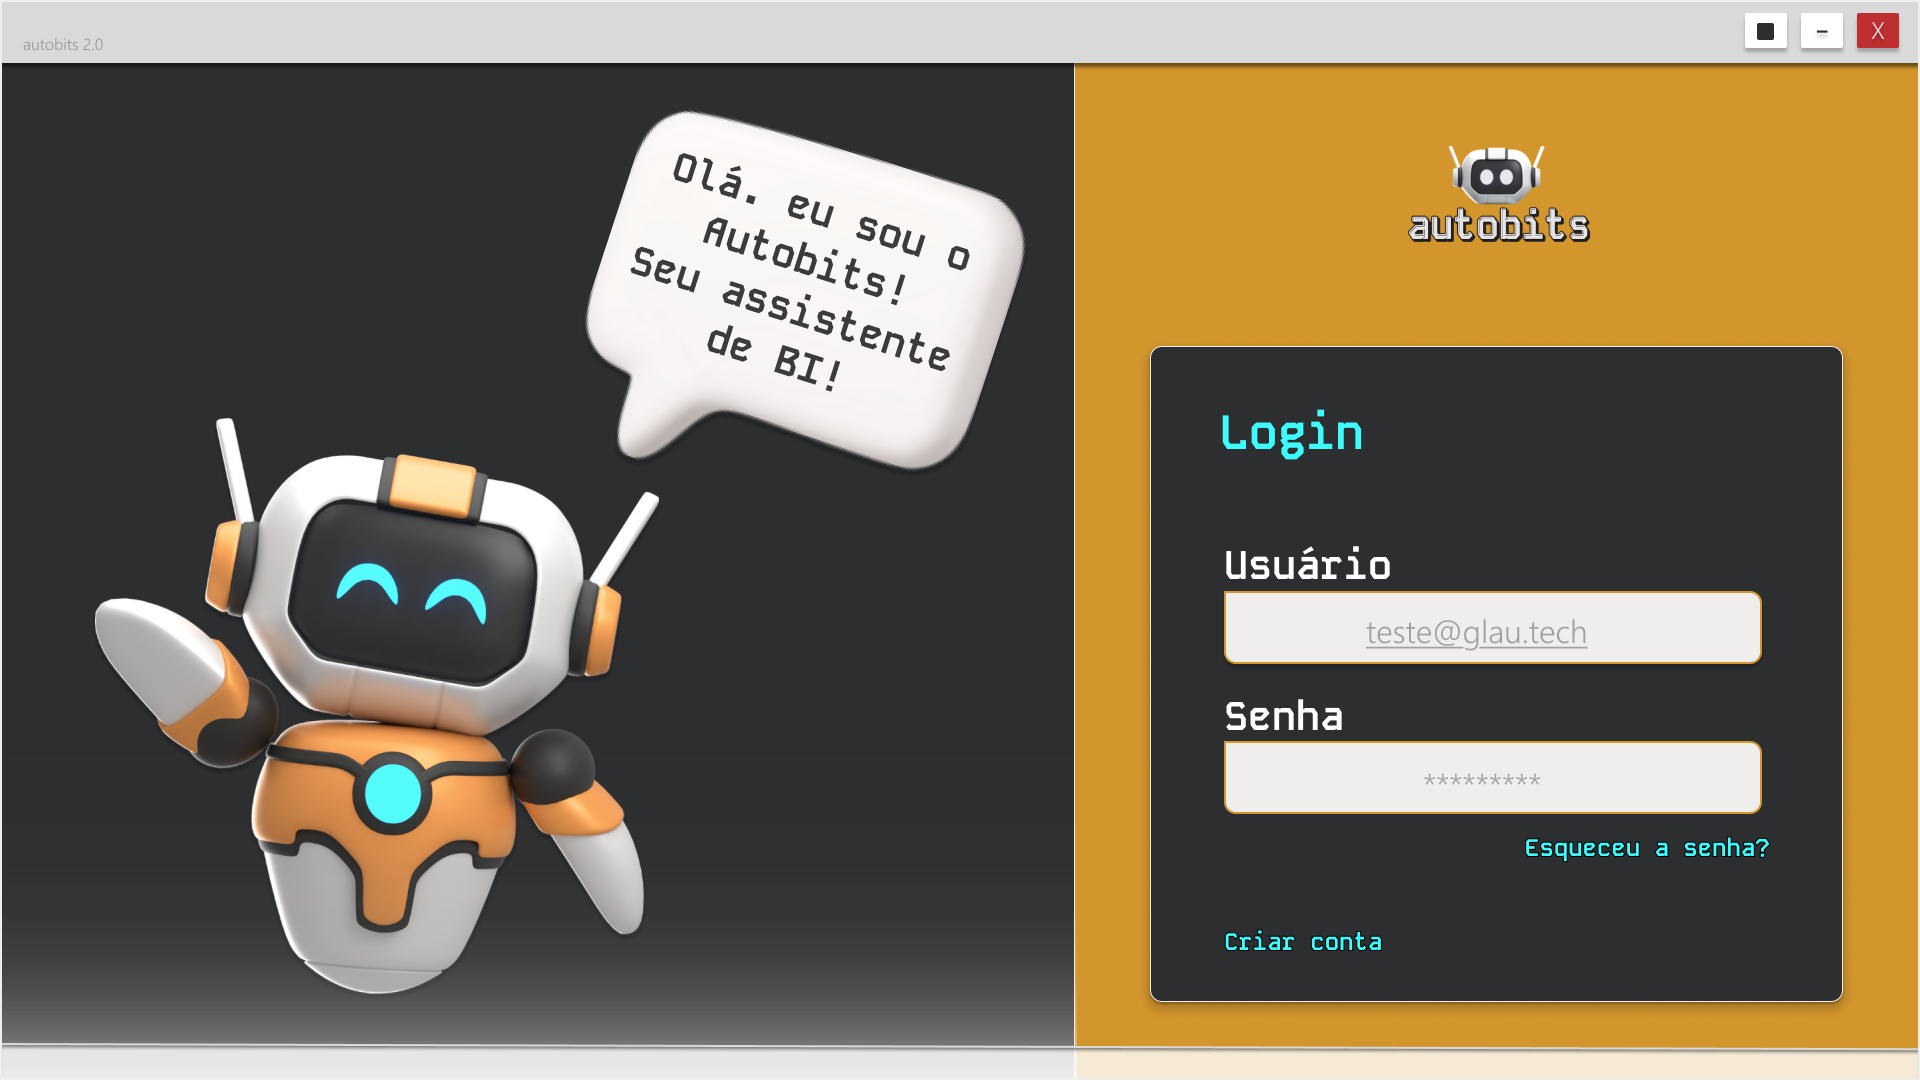 autobits 2.0
X
Olá. eu sou o
Autobits!
Seu assistente
de BI!
autobits
Login
Usuário
teste@glau.tech
Senha
*********
Esqueceu a senha?
Criar conta